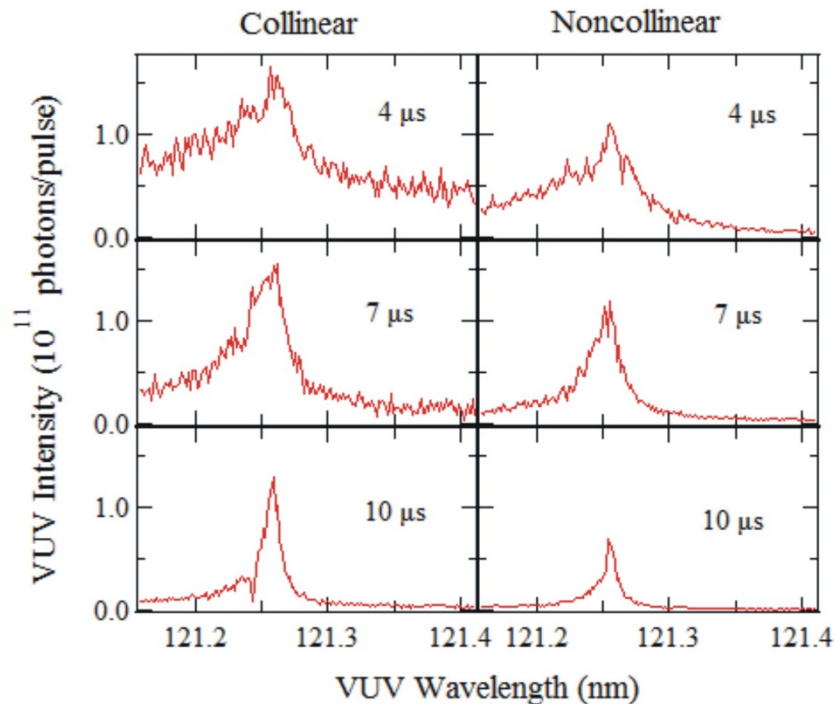 Collinear
Noncollinear
VUV Intensity (10^11 photons/pulse)
1.0
0.0
4 µs
4 µs
1.0
0.0
7 µs
7 µs
1.0
0.0
10 µs
10 µs
121.2
121.3
121.4
121.2
121.3
121.4
VUV Wavelength (nm)